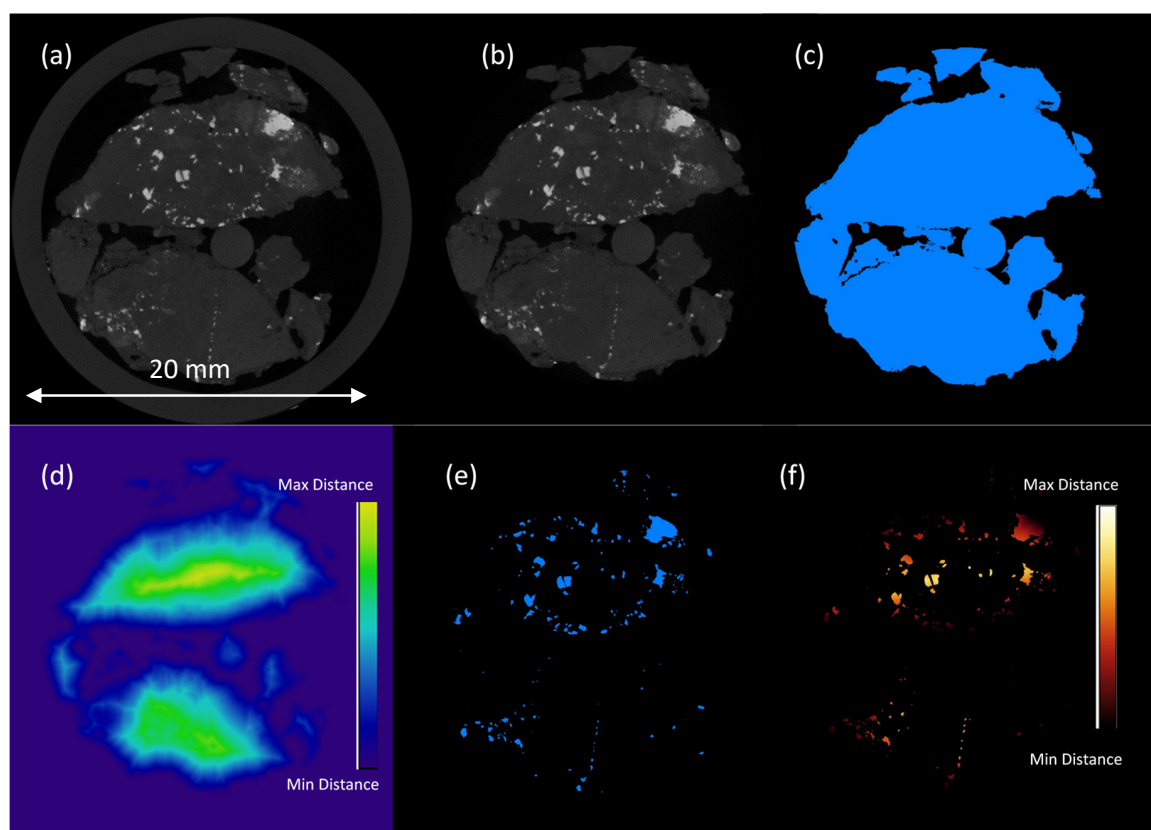 (a)
(b)
(c)
20 mm
(d)
Max Distance
Min Distance
(e)
(f)
Max Distance
Min Distance